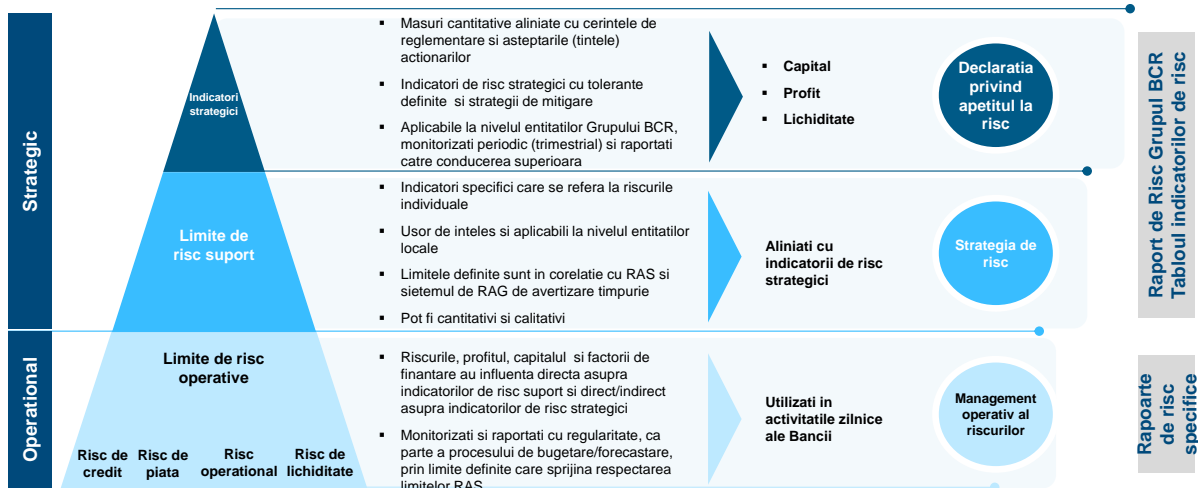 Strategic
Indicatori
strategici
▪ Masuri cantitative aliniate cu cerintele de
reglementare si asteptarile (tintele)
actionarilor
▪ Indicatori de risc strategici cu tolerante
definite si strategii de mitigare
▪ Aplicabile la nivelul entitatilor Grupului BCR,
monitorizati periodic (trimestrial) si raportati
catre conducerea superioara
▪ Capital
▪ Profit
▪ Lichiditate
Declaratia
privind
apetitul la
risc
Limite de
risc suport
▪ Indicatori specifici care se refera la riscurile
individuale
▪ Usor de inteles si aplicabili la nivelul entitatilor
locale
▪ Limitele definite sunt in corelatie cu RAS si
sietemul de RAG de avertizare timpurie
▪ Pot fi cantitativi si calitativi
Aliniati cu
indicatorii de risc
strategici
Strategia de
risc
Raport de Risc Grupul BCR
Tabloul indicatorilor de risc
Operational
Limite de risc
operative
Risc de
credit
Risc de
piata
Risc
operational
Risc de
lichiditate
▪ Riscurile, profitul, capitalul si factorii de
finantare au influenta directa asupra
indicatorilor de risc suport si direct/indirect
asupra indicatorilor de risc strategici
▪ Monitorizati si raportati cu regularitate, ca
parte a procesului de bugetare/forecastare,
prin limite definite care sprijina respectarea
limitelor RAS
Utilizati in
activitatile zilnice
ale Bancii
Management
operativ al
riscurilor
Rapoarte
de risc
specifice